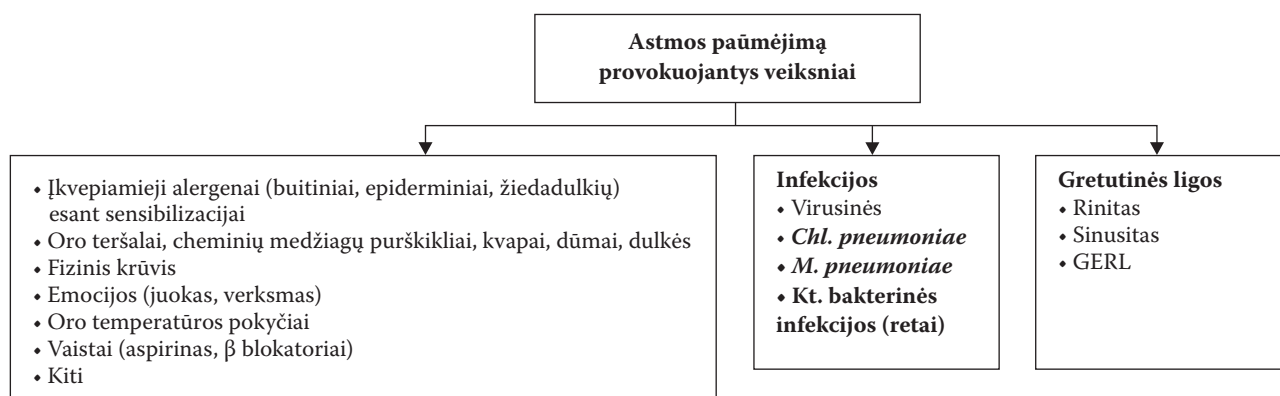 Astmos paūmėjimą
provokuojantys veiksniai
• Įkvepiamieji alergenai (buitiniai, epiderminiai, žiedadulkių)
esant sensibilizacijai
• Oro teršalai, cheminių medžiagų purškikliai, kvapai, dūmai, dulkės
• Fizinis krūvis
• Emocijos (juokas, verksmas)
• Oro temperatūros pokyčiai
• Vaistai (aspirinas, β blokatoriai)
• Kiti
Infekcijos
• Virusinės
• Chl. pneumoniae
• M. pneumoniae
• Kt. bakterinės
infekcijos (retai)
Gretutinės ligos
• Rinitas
• Sinusitas
• GERL